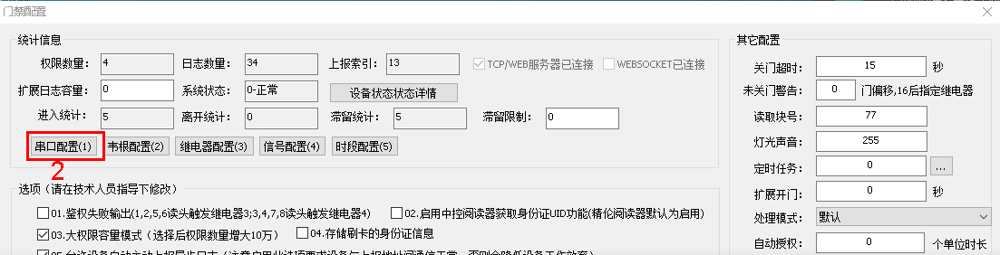 门禁配置
统计信息
权限数量： 4 日志数量： 34 上报索引： 13 TCP/WEB服务器已连接 WEBSOCKET已连接
扩展日志容量： 0 系统状态： 0-正常 设备状态状态详情
进入统计： 5 离开统计： 0 滞留统计： 5 滞留限制： 0
串口配置(1) 韦根配置(2) 继电器配置(3) 信号配置(4) 时段配置(5)
2
选项（请在技术人员指导下修改）
01.鉴权失败输出(1,2,5,6读头触发继电器3;3,4,7,8读头触发继电器4) 02.启用中控阅读器获取身份证UID功能(精伦阅读器默认为启用)
03.大权限容量模式（选择后权限数量增大10万） 04.存储刷卡的身份证信息
其它配置
关门超时： 15 秒
未关门警告： 0 门偏移,16后指定继电器
读取块号： 77
灯光声音： 255
定时任务： 0 ...
扩展开门： 0 秒
处理模式： 默认
自动授权： 0 个单位时长